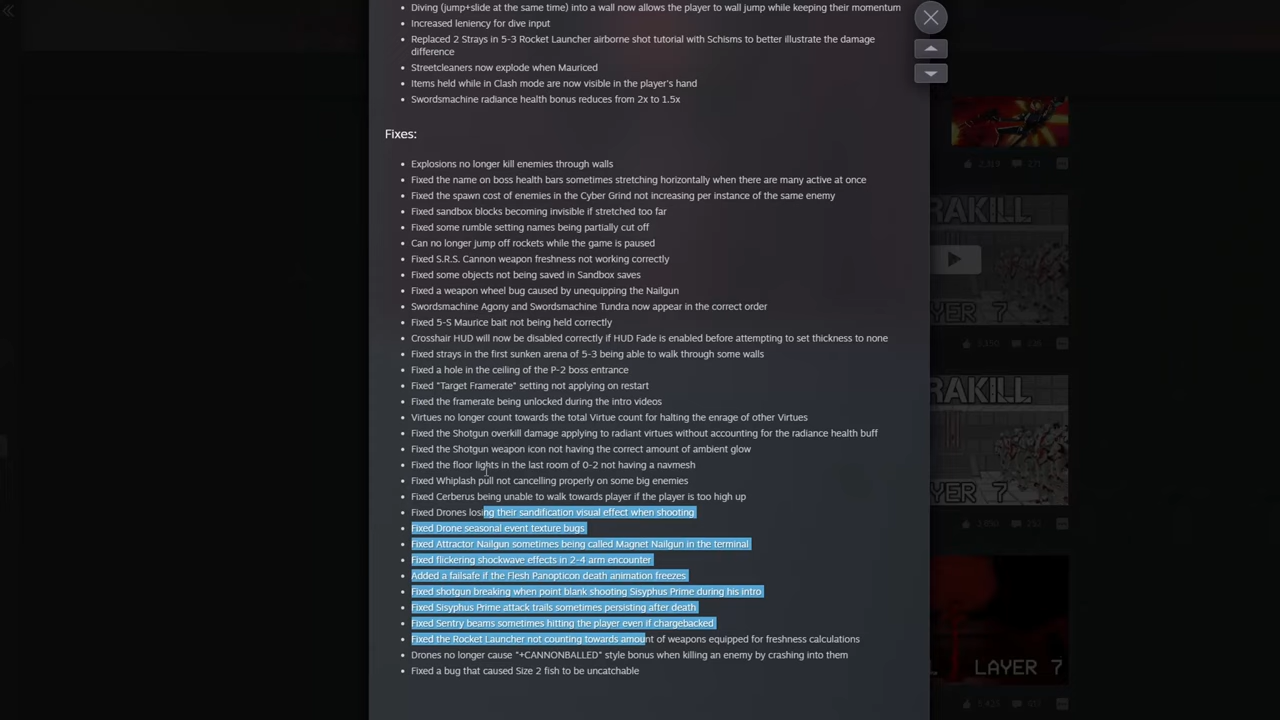 Diving (jump+slide at the same time) into a wall now allows the player to wall jump while keeping their momentum
Increased leniency for dive input
Replaced 2 Strays in 5-3 Rocket Launcher airborne shot tutorial with Schisms to better illustrate the damage
difference
Streetcleaners now explode when Mauriced
Items held while in Clash mode are now visible in the player's hand
Swordsmachine radiance health bonus reduces from 2x to 1.5x
Fixes:
Explosions no longer kill enemies through walls
Fixed the name on boss health bars sometimes stretching horizontally when there are many active at once
Fixed the spawn cost of enemies in the Cyber Grind not increasing per instance of the same enemy
Fixed sandbox blocks becoming invisible if stretched too far
Fixed some rumble setting names being partially cut off
Can no longer jump off rockets while the game is paused
Fixed S.R.S. Cannon weapon freshness not working correctly
Fixed some objects not being saved in Sandbox saves
Fixed a weapon wheel bug caused by unequipping the Nailgun
Swordsmachine Agony and Swordsmachine Tundra now appear in the correct order
Fixed 5-S Maurice bait not being held correctly
Crosshair HUD will now be disabled correctly if HUD Fade is enabled before attempting to set thickness to none
Fixed strays in the first sunken arena of 5-3 being able to walk through some walls
Fixed a hole in the ceiling of the P-2 boss entrance
Fixed "Target Framerate" setting not applying on restart
Fixed the framerate being unlocked during the intro videos
Virtues no longer count towards the total Virtue count for halting the enrage of other Virtues
Fixed the Shotgun overkill damage applying to radiant virtues without accounting for the radiance health buff
Fixed the Shotgun weapon icon not having the correct amount of ambient glow
Fixed the floor lights in the last room of 0-2 not having a navmesh
Fixed Whiplash pull not cancelling properly on some big enemies
Fixed Cerberus being unable to walk towards player if the player is too high up
Fixed Drones losing their sandification visual effect when shooting
Fixed Drone seasonal event texture bugs
Fixed Attractor Nailgun sometimes being called Magnet Nailgun in the terminal
Fixed flickering shockwave effects in 2-4 arm encounter
Added a failsafe if the Flesh Panopticon death animation freezes
Fixed shotgun breaking when point blank shooting Sisyphus Prime during his intro
Fixed Sisyphus Prime attack trails sometimes persisting after death
Fixed Sentry beams sometimes hitting the player even if chargebacked
Fixed the Rocket Launcher not counting towards amount of weapons equipped for freshness calculations
Drones no longer cause "+CANNONBALLED" style bonus when killing an enemy by crashing into them
Fixed a bug that caused Size 2 fish to be uncatchable
RAKILL
AYER 7
RAKILL
AYER 7
LAYER 7